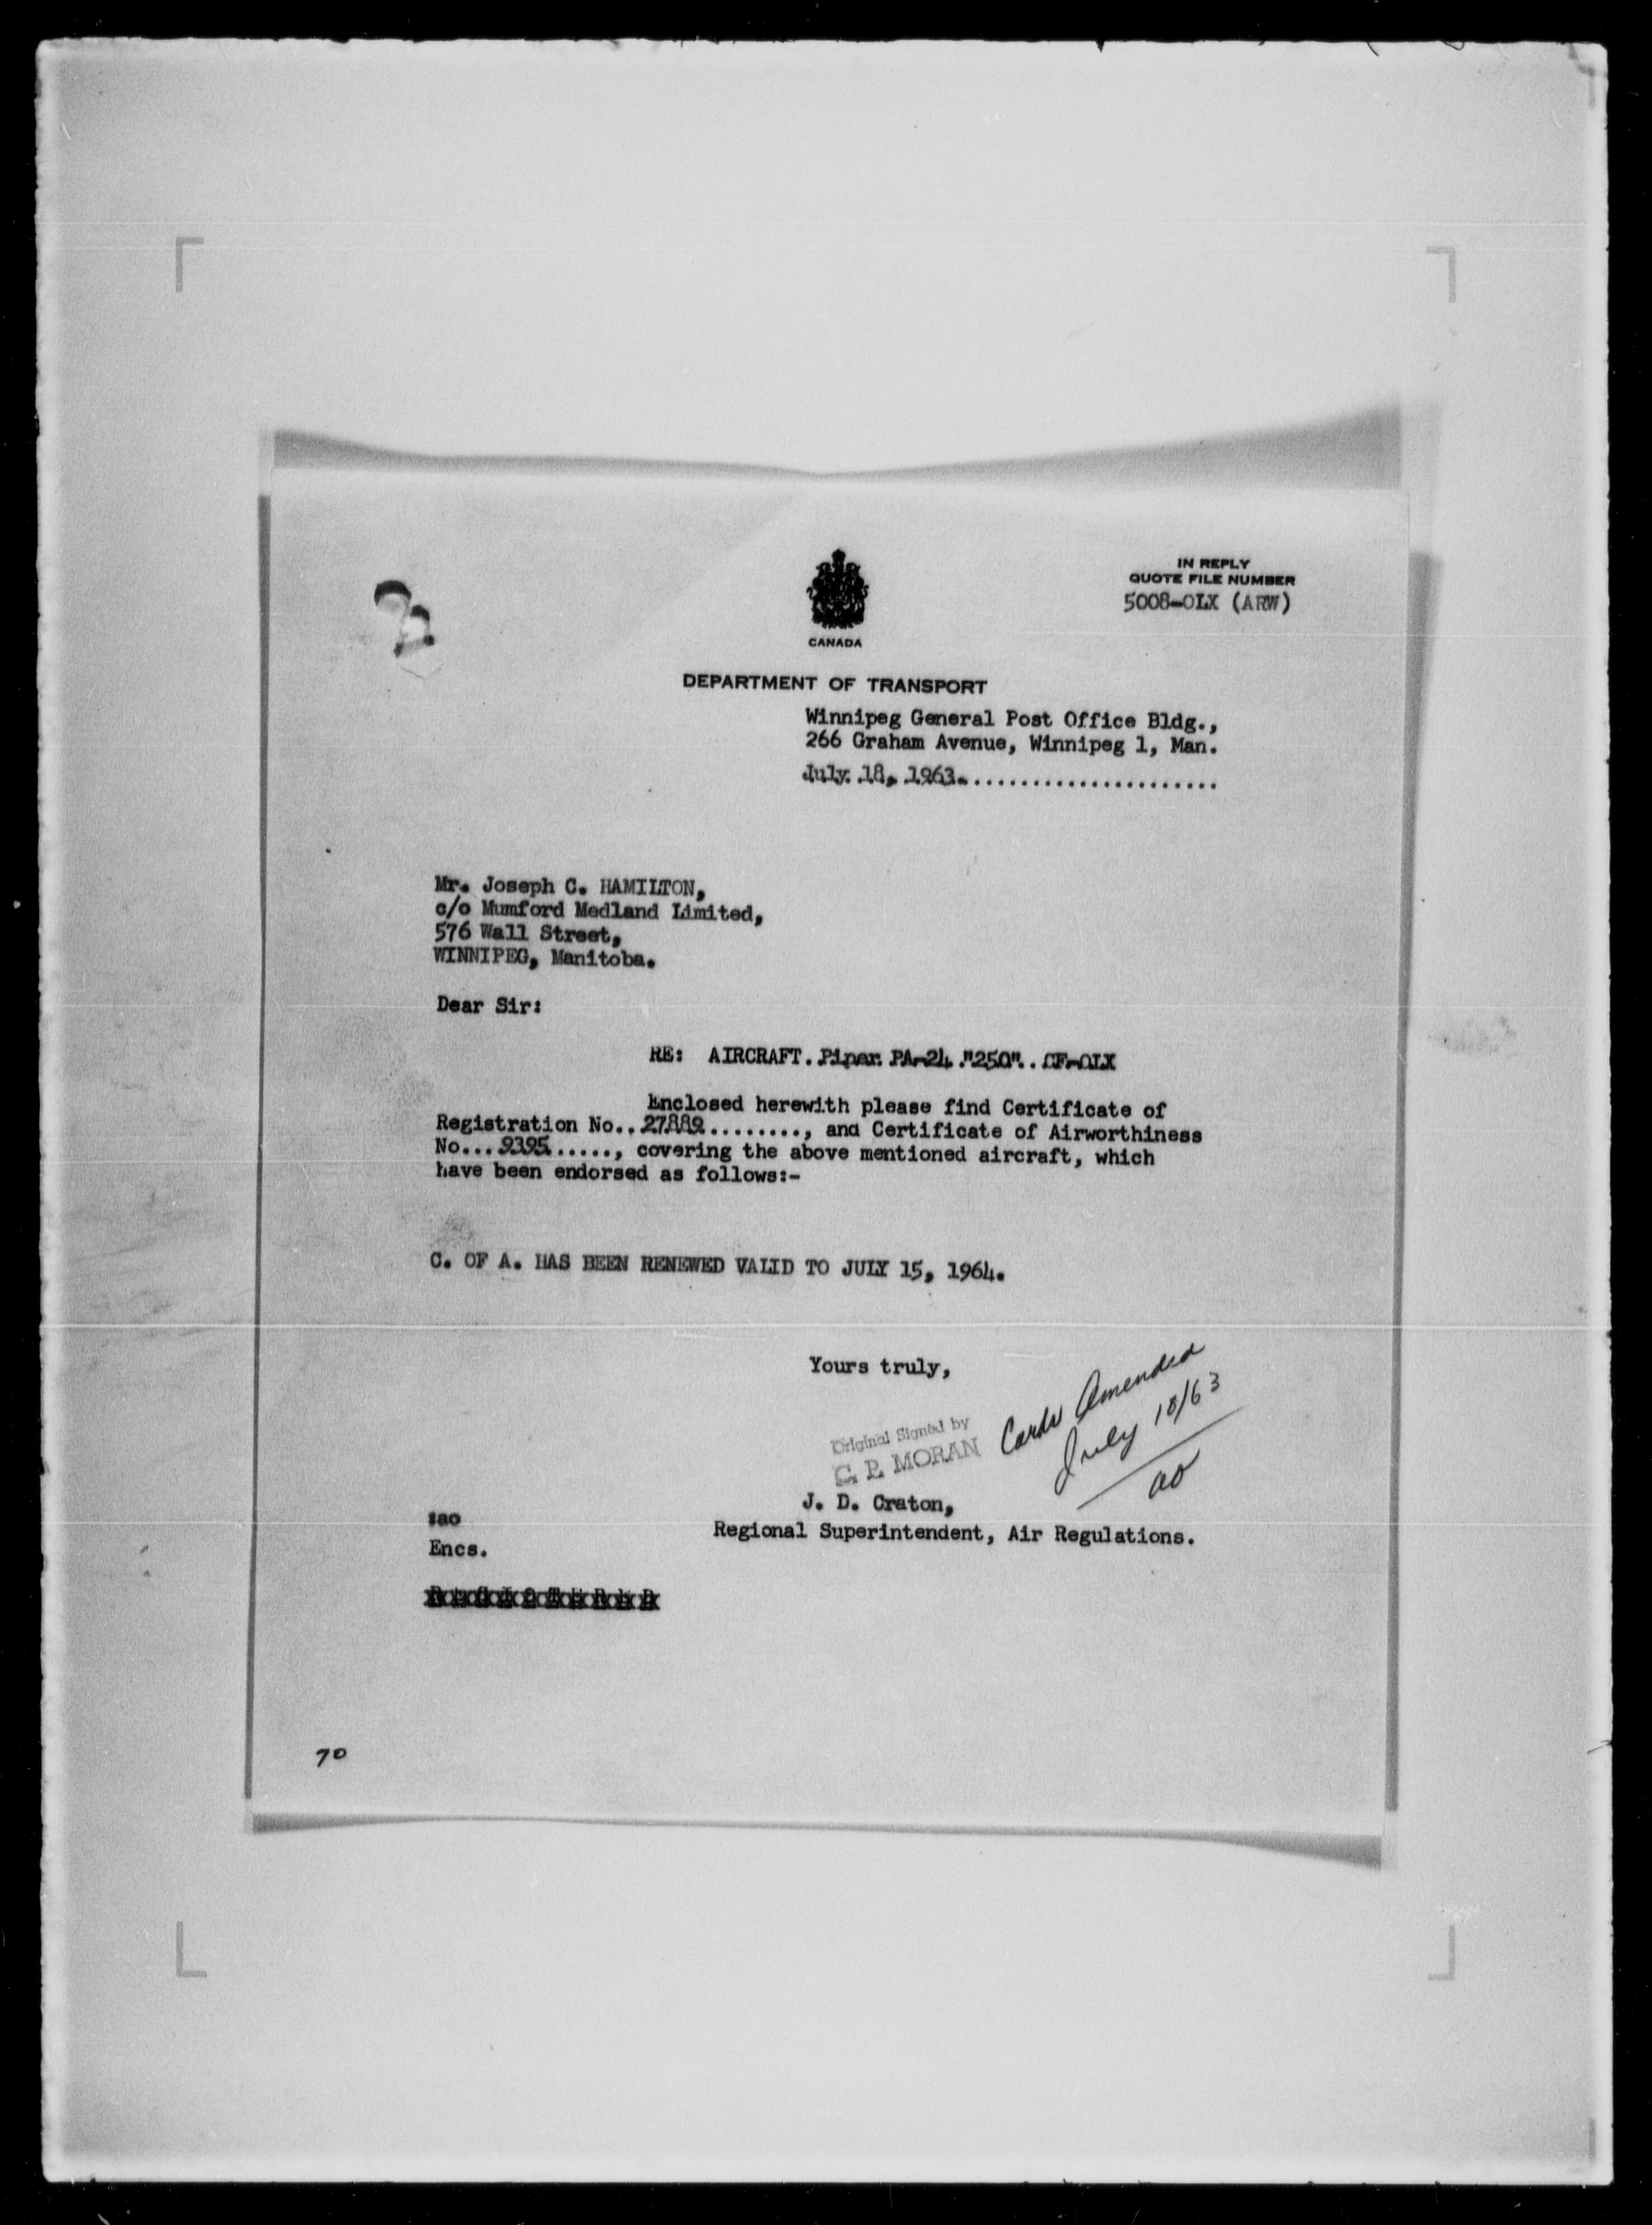 IN REPLY
QUOTE FILE NUMBER
5008-OLX (ARW)
CANADA
DEPARTMENT OF TRANSPORT
Winnipeg General Post Office Bldg.,
266 Graham Avenue, Winnipeg 1, Man.
July 18, 1963.......................
Mr. Joseph C. HAMILTON,
c/o Mumford Medland Limited,
576 Wall Street,
WINNIPEG, Manitoba.
Dear Sir:
RE: AIRCRAFT. Piper PA-24 "250".. CF-OLX
Enclosed herewith please find Certificate of
Registration No.. 27889........, and Certificate of Airworthiness
No...9395......, covering the above mentioned aircraft, which
have been endorsed as follows:-
C. OF A. HAS BEEN RENEWED VALID TO JULY 15, 1964.
Yours truly,
Cards Amended
July 18/63
ao
Original Signed by
C. P. MORAN
J. D. Craton,
Regional Superintendent, Air Regulations.
:ao
Encs.
70